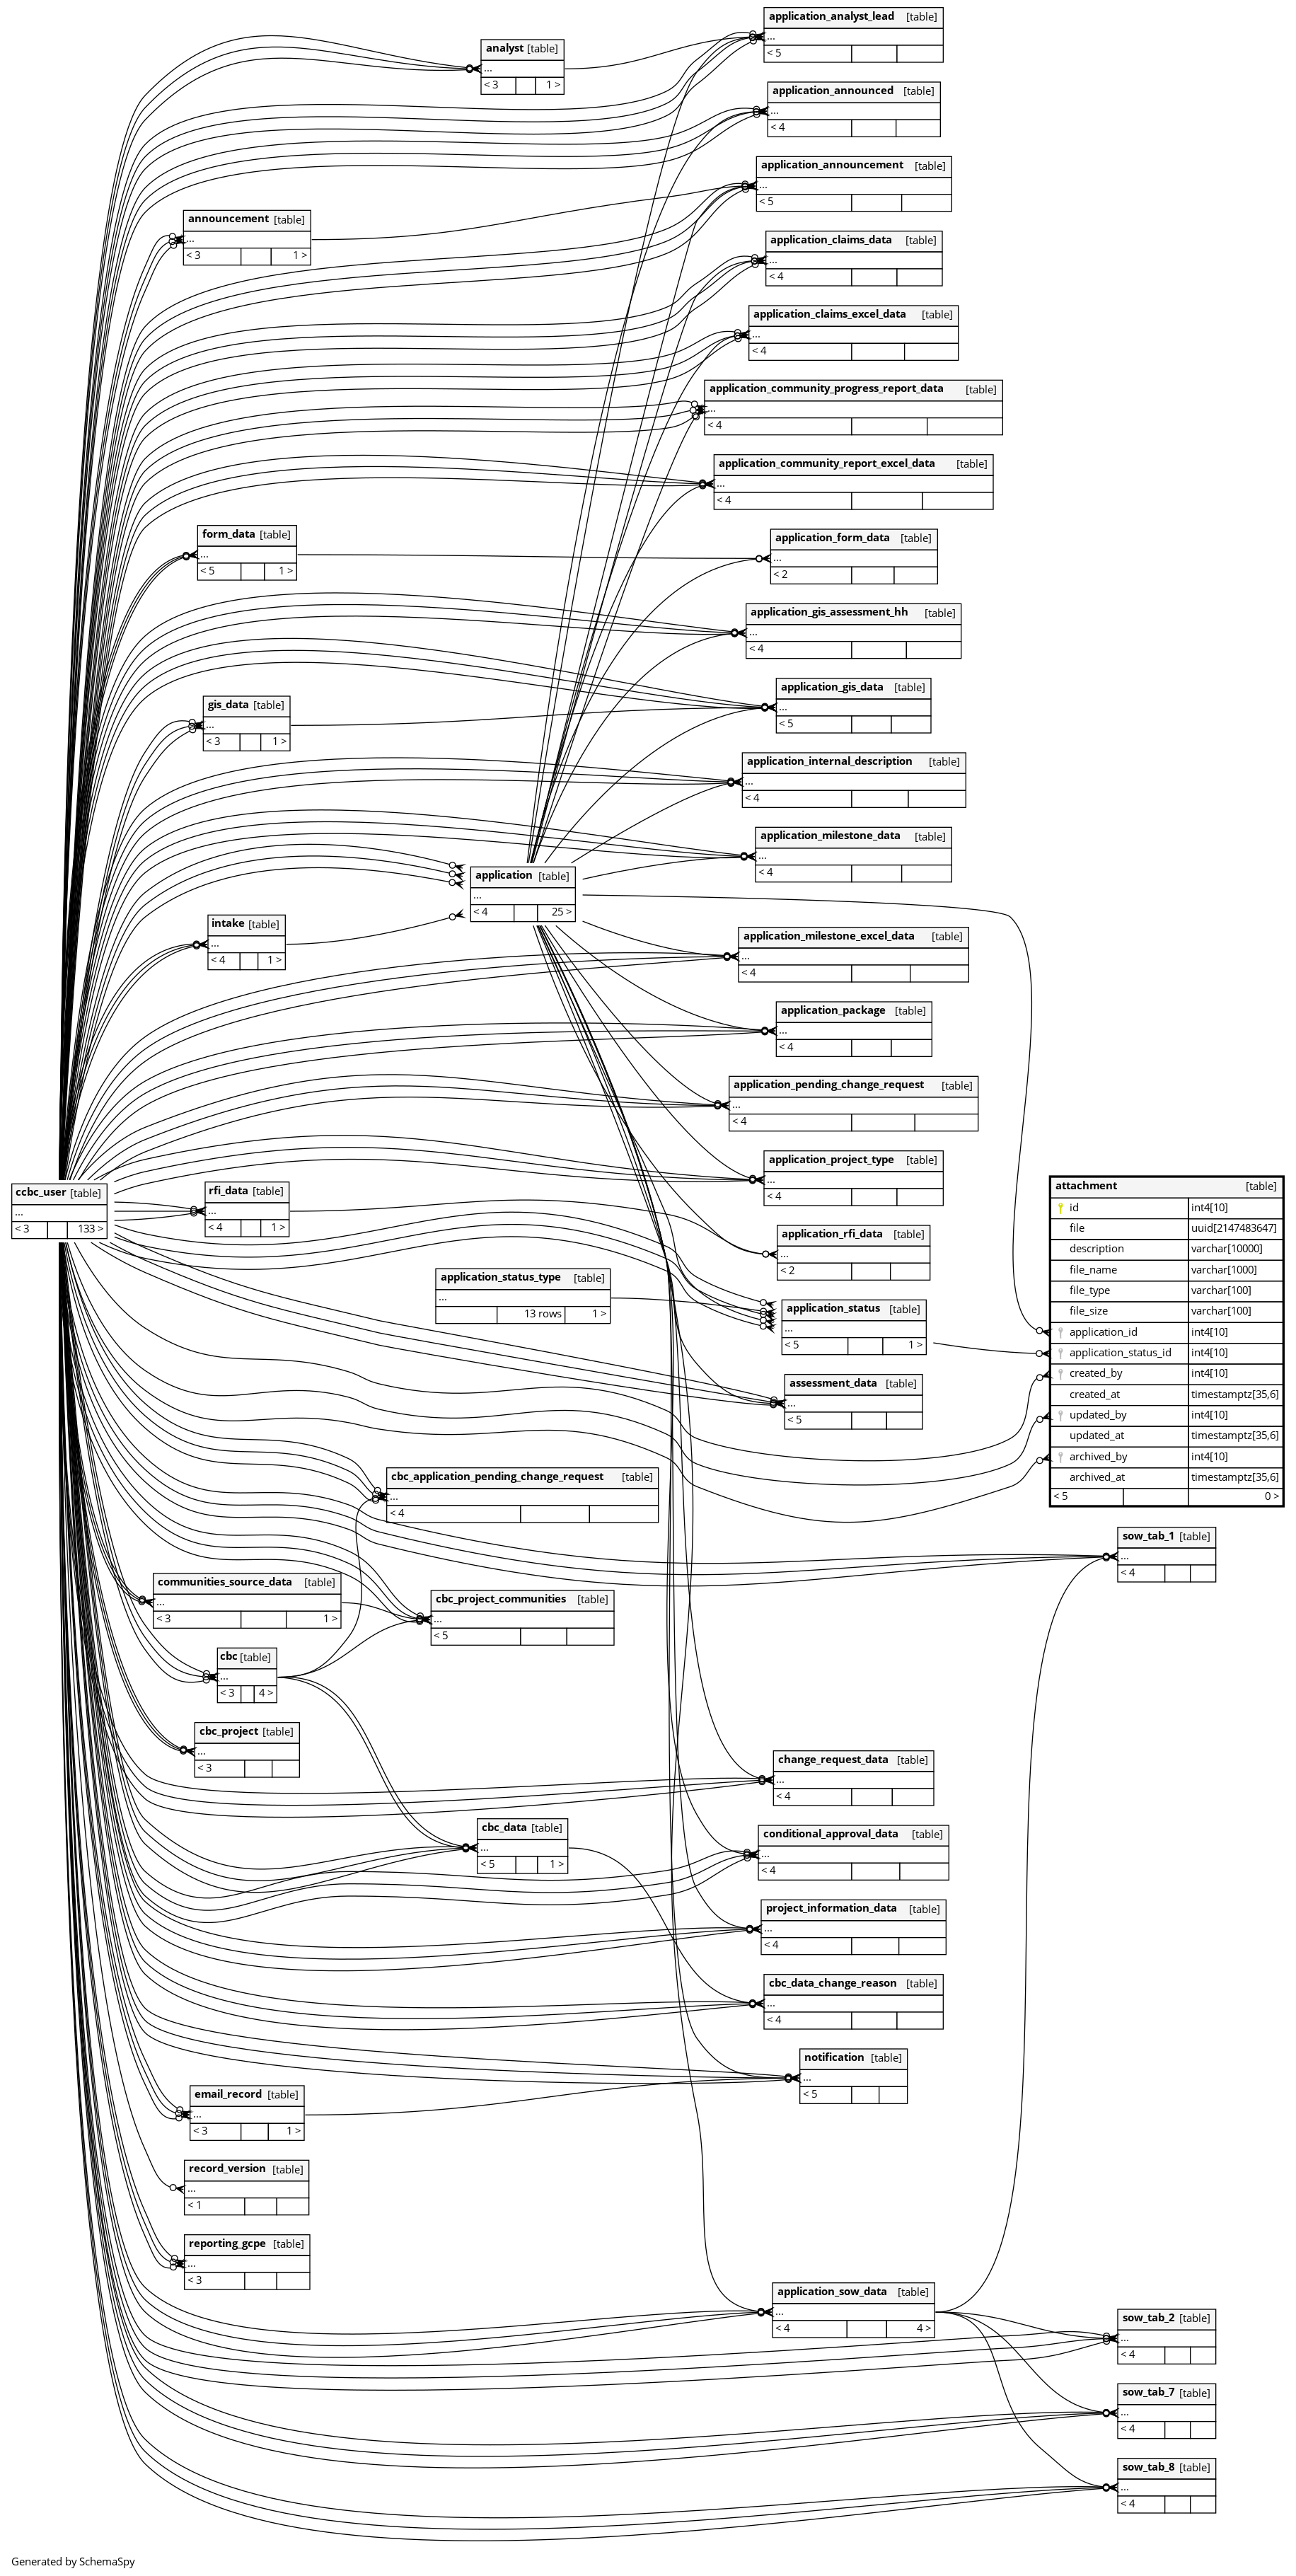 application_analyst_lead [table]
...
< 5
analyst [table]
...
< 3 1 >
application_announced [table]
...
< 4
application_announcement [table]
...
< 5
announcement [table]
...
< 3 1 >
application_claims_data [table]
...
< 4
application_claims_excel_data [table]
...
< 4
application_community_progress_report_data [table]
...
< 4
application_community_report_excel_data [table]
...
< 4
form_data [table]
...
< 5 1 >
application_form_data [table]
...
< 2
application_gis_assessment_hh [table]
...
< 4
application_gis_data [table]
...
< 5
gis_data [table]
...
< 3 1 >
application_internal_description [table]
...
< 4
application_milestone_data [table]
...
< 4
application [table]
...
< 4 25 >
intake [table]
...
< 4 1 >
application_milestone_excel_data [table]
...
< 4
application_package [table]
...
< 4
application_pending_change_request [table]
...
< 4
application_project_type [table]
...
< 4
ccbc_user [table]
...
< 3 133 >
rfi_data [table]
...
< 4 1 >
application_rfi_data [table]
...
< 2
application_status_type [table]
...
13 rows 1 >
application_status [table]
...
< 5 1 >
assessment_data [table]
...
< 5
attachment [table]
id int4[10]
file uuid[2147483647]
description varchar[10000]
file_name varchar[1000]
file_type varchar[100]
file_size varchar[100]
application_id int4[10]
application_status_id int4[10]
created_by int4[10]
created_at timestamptz[35,6]
updated_by int4[10]
updated_at timestamptz[35,6]
archived_by int4[10]
archived_at timestamptz[35,6]
< 5 0 >
cbc_application_pending_change_request [table]
...
< 4
sow_tab_1 [table]
...
< 4
communities_source_data [table]
...
< 3 1 >
cbc_project_communities [table]
...
< 5
cbc [table]
...
< 3 4 >
cbc_project [table]
...
< 3
change_request_data [table]
...
< 4
cbc_data [table]
...
< 5 1 >
conditional_approval_data [table]
...
< 4
project_information_data [table]
...
< 4
cbc_data_change_reason [table]
...
< 4
notification [table]
...
< 5
email_record [table]
...
< 3 1 >
record_version [table]
...
< 1
reporting_gcpe [table]
...
< 3
application_sow_data [table]
...
< 4 4 >
sow_tab_2 [table]
...
< 4
sow_tab_7 [table]
...
< 4
sow_tab_8 [table]
...
< 4
Generated by SchemaSpy